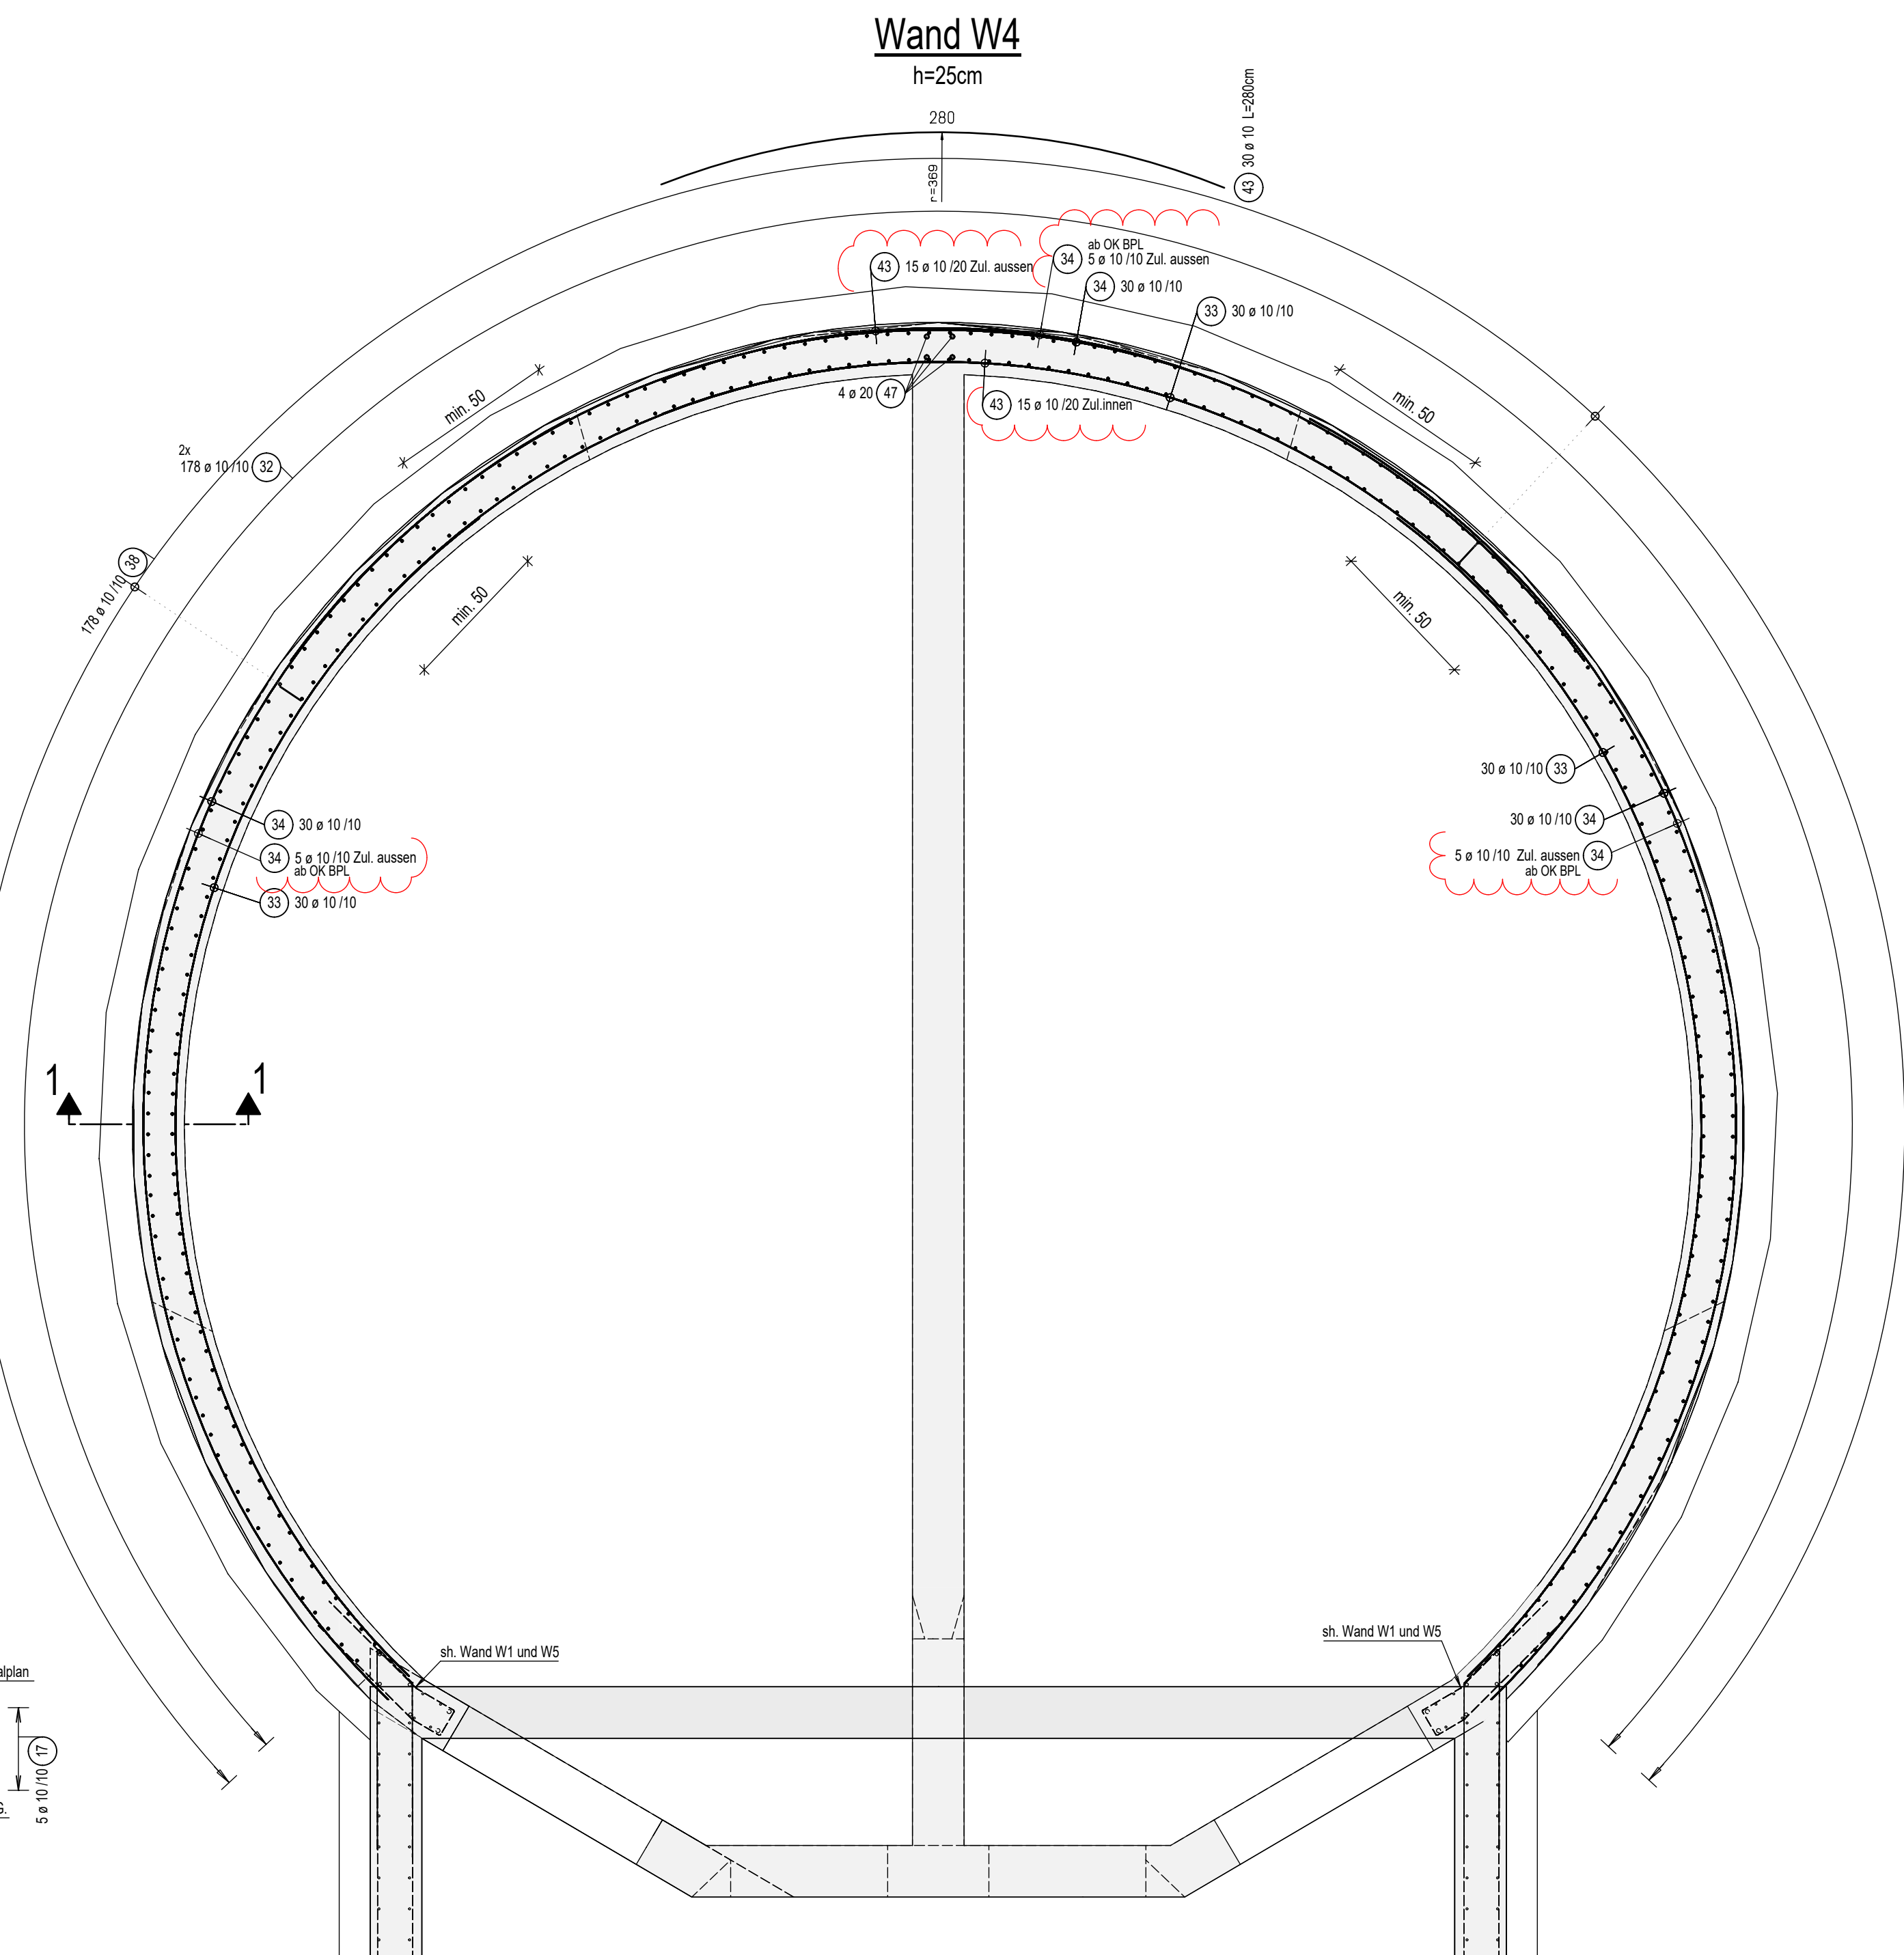 Wand W4
h=25cm
280
r=369
43 30 ø 10 L=280cm
43 15 ø 10 /20 Zul. aussen
ab OK BPL
34 5 ø 10 /10 Zul. aussen
34 30 ø 10 /10
33 30 ø 10 /10
4 ø 20 47
43 15 ø 10 /20 Zul.innen
min. 50
min. 50
2x
178 ø 10 /10 32
178 ø 10 /10 38
min. 50
min. 50
30 ø 10 /10 33
34 30 ø 10 /10
30 ø 10 /10 34
34 5 ø 10 /10 Zul. aussen
ab OK BPL
5 ø 10 /10 Zul. aussen 34
ab OK BPL
33 30 ø 10 /10
1 1
sh. Wand W1 und W5
sh. Wand W1 und W5
alplan
5 ø 10 /10 17
G.